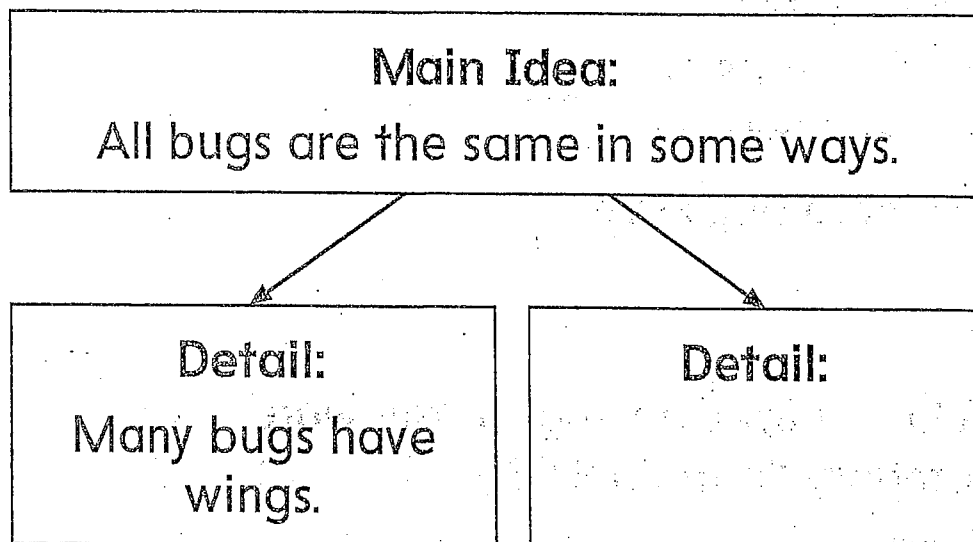 Main Idea:
All bugs are the same in some ways.
Detail:
Many bugs have
wings.
Detail: